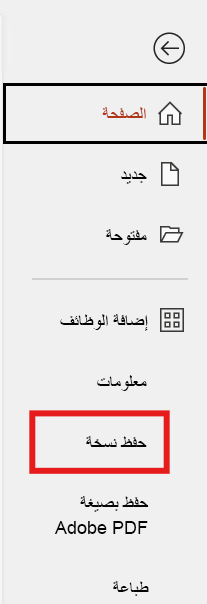 الصفحة
جديد
مفتوحة
إضافة الوظائف
معلومات
حفظ نسخة
حفظ بصيغة
Adobe PDF
طباعة